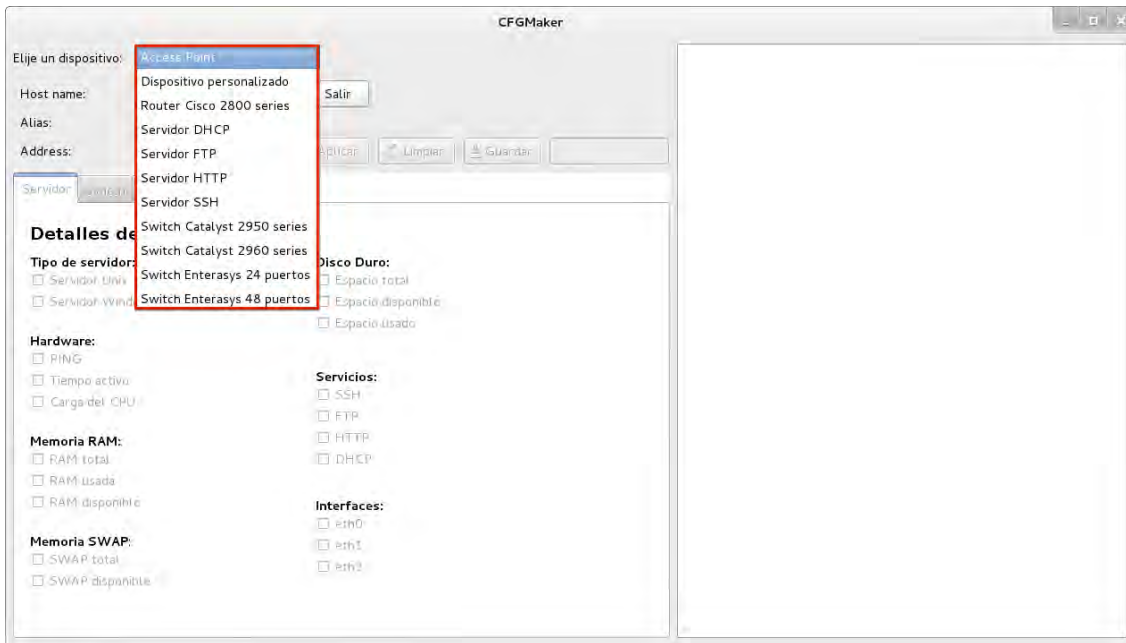 CFGMaker
Elije un dispositivo:
Access Point
Dispositivo personalizado
Router Cisco 2800 series
Servidor DHCP
Servidor FTP
Servidor HTTP
Servidor SSH
Switch Catalyst 2950 series
Switch Catalyst 2960 series
Switch Enterasys 24 puertos
Switch Enterasys 48 puertos
Host name:
Salir
Alias:
Address:
Limpiar
Guardar
Servidor
Detalles de
Tipo de servidor:
Servidor
Servidor
Hardware:
PING
Tiempo activo
Carga del CPU
Memoria RAM:
RAM total
RAM usada
RAM disponible
Memoria SWAP:
SWAP total
SWAP disponible
Disco Duro:
Espacio total
Espacio disponible
Espacio usado
Servicios:
SSH
FTP
HTTP
DHCP
Interfaces:
eth0
eth1
eth2